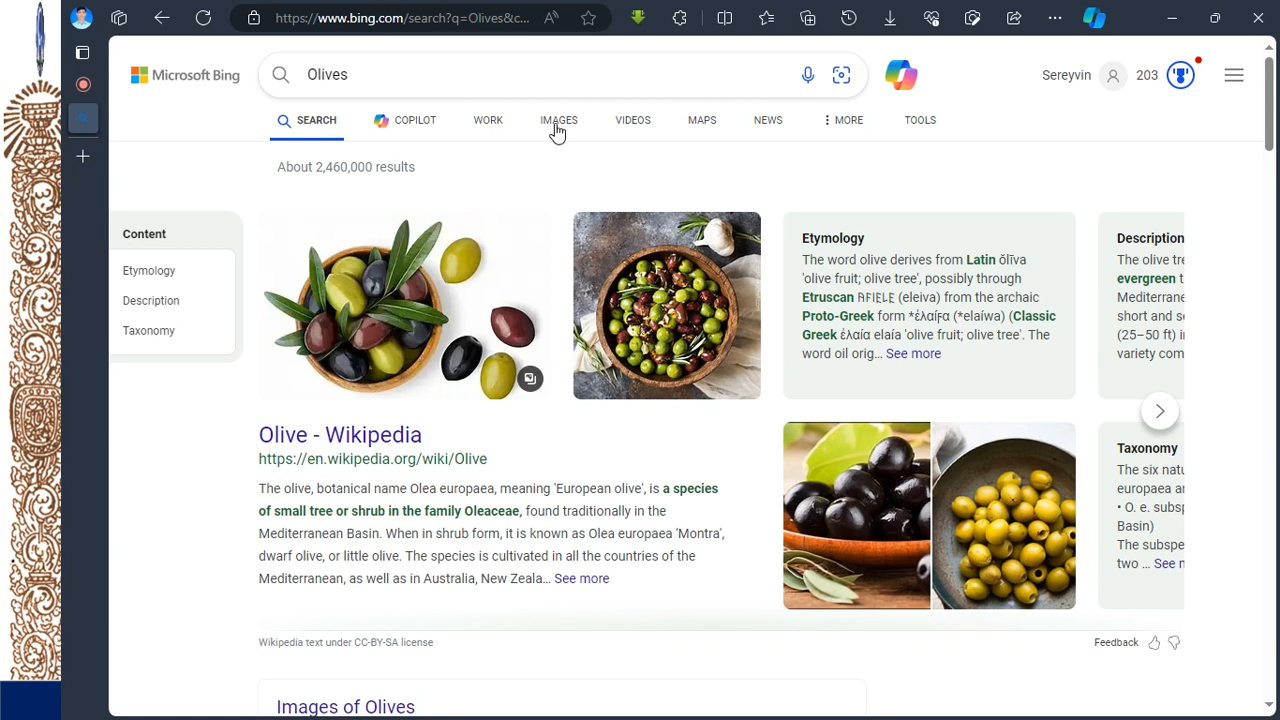 https://www.bing.com/search?q=Olives&c...
Microsoft Bing
Olives
Sereyvin
203
SEARCH
COPILOT
WORK
IMAGES
VIDEOS
MAPS
NEWS
MORE
TOOLS
About 2,460,000 results
Content
Etymology
Description
Taxonomy
Etymology
The word olive derives from Latin ŏlīva
'olive fruit; olive tree', possibly through
Etruscan 𐌀𐌅𐌉𐌄𐌋𐌄 (eleiva) from the archaic
Proto-Greek form *ἐλαίϝα (*elaíwa) (Classic
Greek ἐλαία elaía 'olive fruit; olive tree'. The
word oil orig... See more
Description
The olive tre
evergreen t
Mediterrane
short and s
(25–50 ft) i
variety com
Olive - Wikipedia
https://en.wikipedia.org/wiki/Olive
The olive, botanical name Olea europaea, meaning 'European olive', is a species
of small tree or shrub in the family Oleaceae, found traditionally in the
Mediterranean Basin. When in shrub form, it is known as Olea europaea 'Montra',
dwarf olive, or little olive. The species is cultivated in all the countries of the
Mediterranean, as well as in Australia, New Zeala... See more
Taxonomy
The six natu
europaea ar
• O. e. subsp
Basin)
The subspe
two ... See m
Wikipedia text under CC-BY-SA license
Feedback
Images of Olives